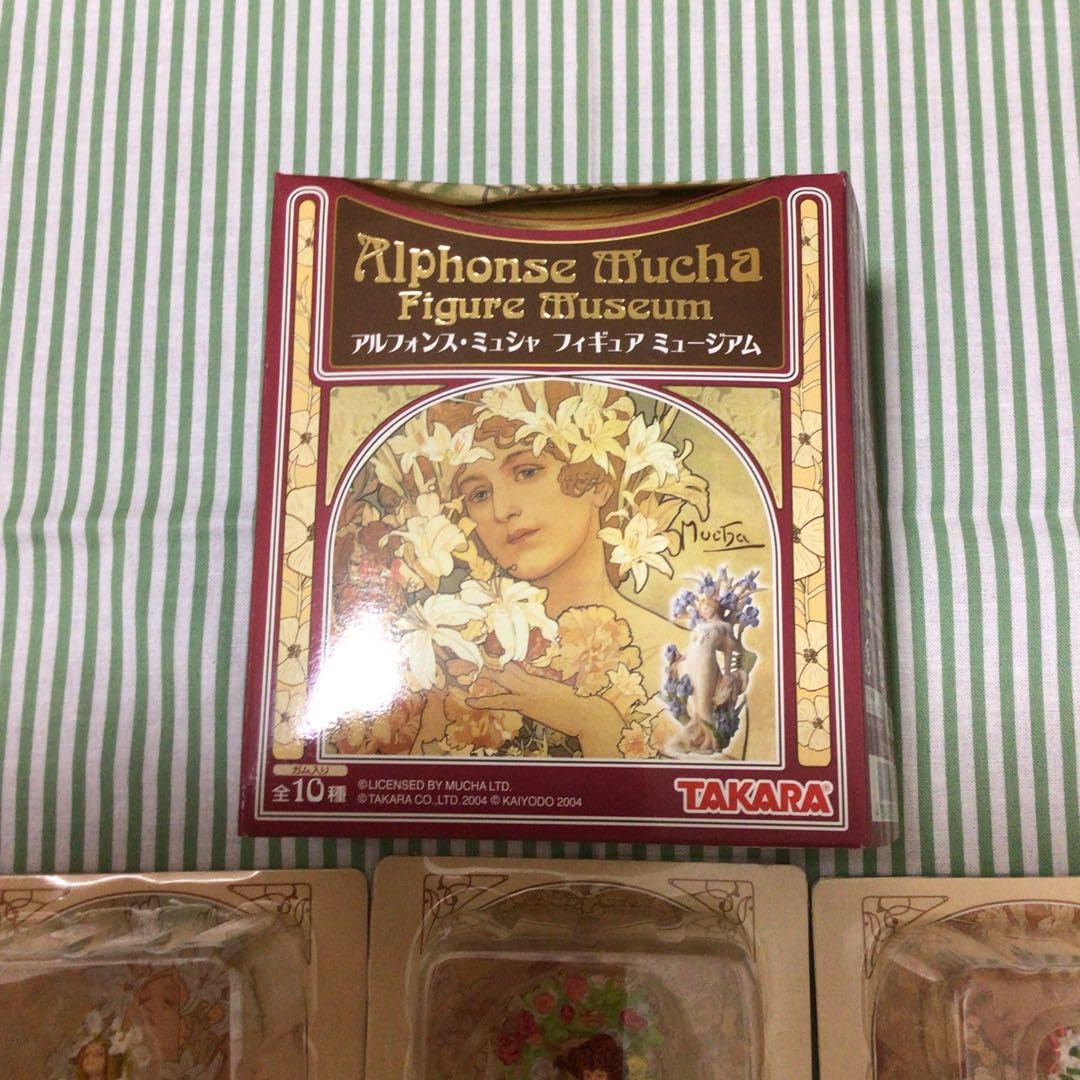 Alphonse Mucha
Figure Museum
アルフォンス・ミュシャ フィギュア ミュージアム
Mucha
ガム入り
全10種
©LICENSED BY MUCHA LTD.
©TAKARA CO.,LTD.2004 © KAIYODO 2004
TAKARA